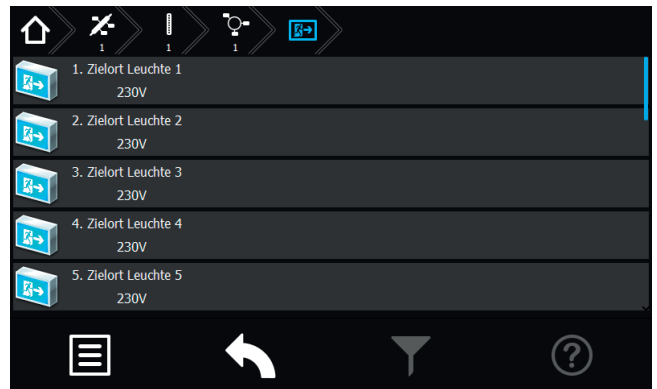 1 1 1
1. Zielort Leuchte 1
230V
2. Zielort Leuchte 2
230V
3. Zielort Leuchte 3
230V
4. Zielort Leuchte 4
230V
5. Zielort Leuchte 5
230V
?